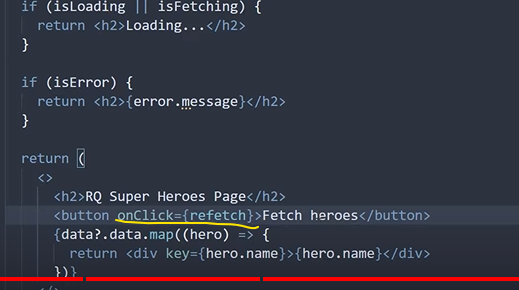 if (isLoading || isFetching) {
return <h2>Loading...</h2>
}
if (isError) {
return <h2>{error.message}</h2>
}
return (
<>
<h2>RQ Super Heroes Page</h2>
<button onClick={refetch}>Fetch heroes</button>
{data?.data.map((hero) => {
return <div key={hero.name}>{hero.name}</div>
})}
</>